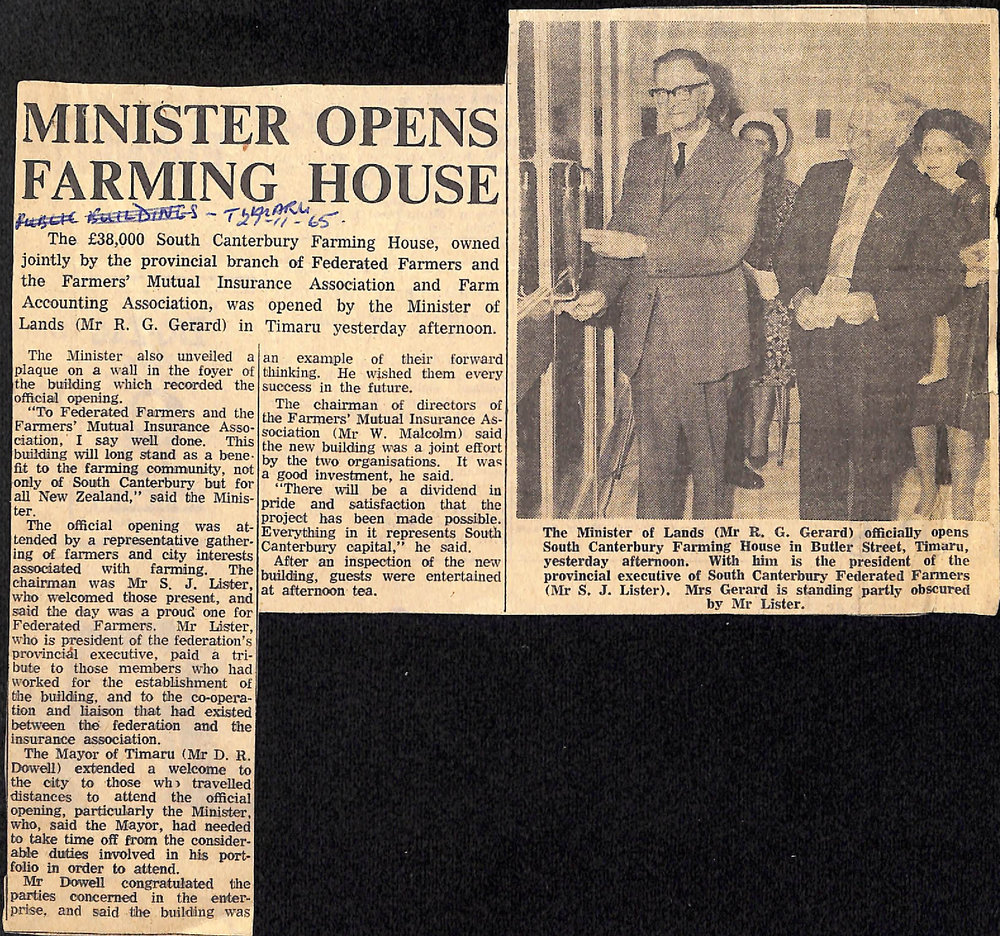 MINISTER OPENS
FARMING HOUSE
PUBLIC BUILDINGS - TIMARU
27-11-65.
The £38,000 South Canterbury Farming House, owned
jointly by the provincial branch of Federated Farmers and
the Farmers' Mutual Insurance Association and Farm
Accounting Association, was opened by the Minister of
Lands (Mr R. G. Gerard) in Timaru yesterday afternoon.
The Minister also unveiled a
plaque on a wall in the foyer of
the building which recorded the
official opening.
"To Federated Farmers and the
Farmers' Mutual Insurance Asso-
ciation, I say well done. This
building will long stand as a bene-
fit to the farming community, not
only of South Canterbury but for
all New Zealand," said the Minis-
ter.
The official opening was at-
tended by a representative gather-
ing of farmers and city interests
associated with farming. The
chairman was Mr S. J. Lister,
who welcomed those present, and
said the day was a proud one for
Federated Farmers. Mr Lister,
who is president of the federation's
provincial executive, paid a tri-
bute to those members who had
worked for the establishment of
the building, and to the co-opera-
tion and liaison that had existed
between the federation and the
insurance association.
The Mayor of Timaru (Mr D. R.
Dowell) extended a welcome to
the city to those who travelled
distances to attend the official
opening, particularly the Minister,
who, said the Mayor, had needed
to take time off from the consider-
able duties involved in his port-
folio in order to attend.
Mr Dowell congratulated the
parties concerned in the enter-
prise, and said the building was
an example of their forward
thinking. He wished them every
success in the future.
The chairman of directors of
the Farmers' Mutual Insurance As-
sociation (Mr W. Malcolm) said
the new building was a joint effort
by the two organisations. It was
a good investment, he said.
"There will be a dividend in
pride and satisfaction that the
project has been made possible.
Everything in it represents South
Canterbury capital," he said.
After an inspection of the new
building, guests were entertained
at afternoon tea.
The Minister of Lands (Mr R. G. Gerard) officially opens
South Canterbury Farming House in Butler Street, Timaru,
yesterday afternoon. With him is the president of the
provincial executive of South Canterbury Federated Farmers
(Mr S. J. Lister). Mrs Gerard is standing partly obscured
by Mr Lister.